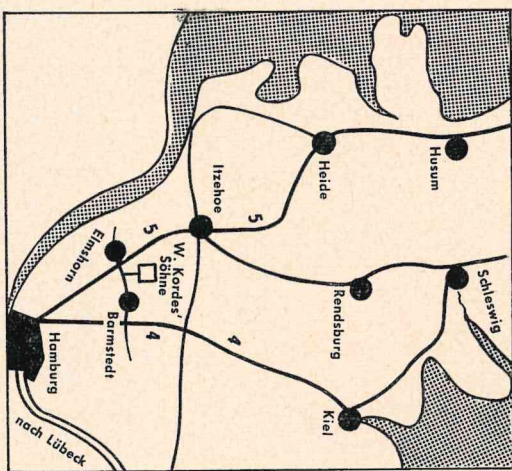 Husum
Schleswig
Heide
Rendsburg
Kiel
Itzehoe
5
5
4
4
W. Kordes'
Söhne
Elmshorn
Barmstedt
Hamburg
nach Lübeck